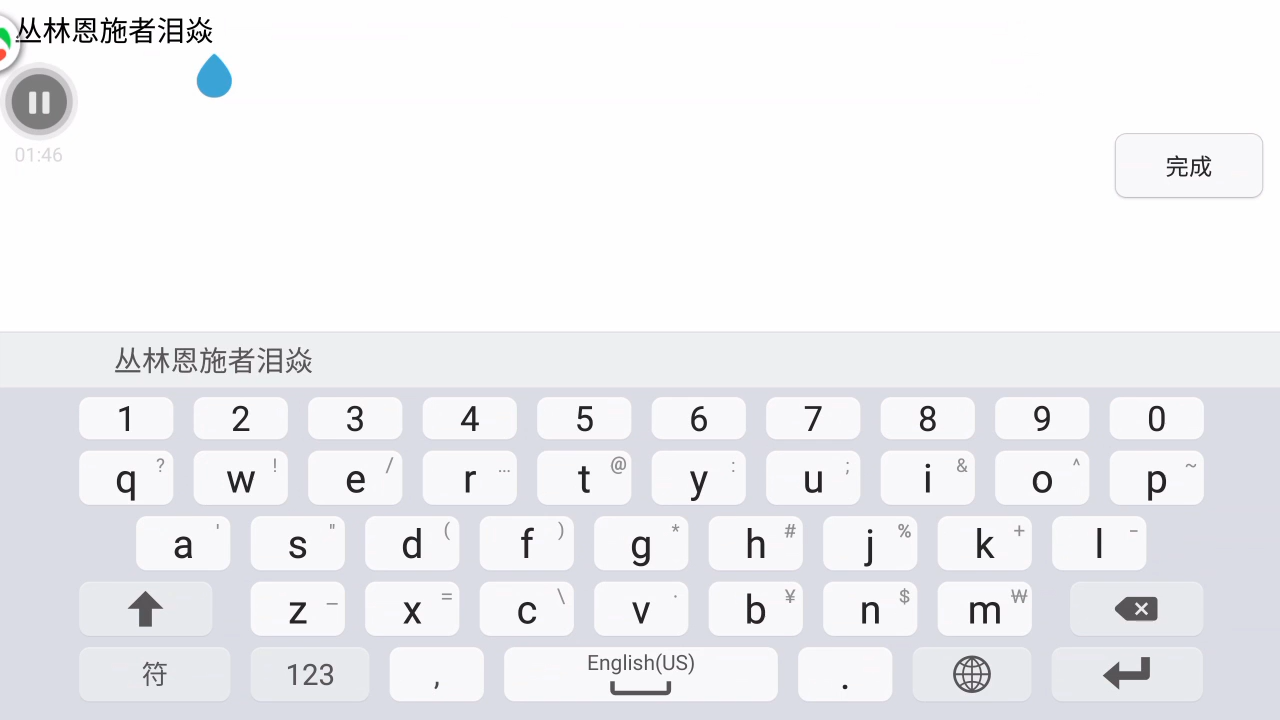 丛林恩施者泪焱
01:46
完成
丛林恩施者泪焱
1 2 3 4 5 6 7 8 9 0
q ? w ! e / r … t @ y : u ; i & o ^ p ~
a ' s " d ( f ) g * h # j % k + l −
z – x = c \ v · b ¥ n $ m ₩
符 123 , English(US) .